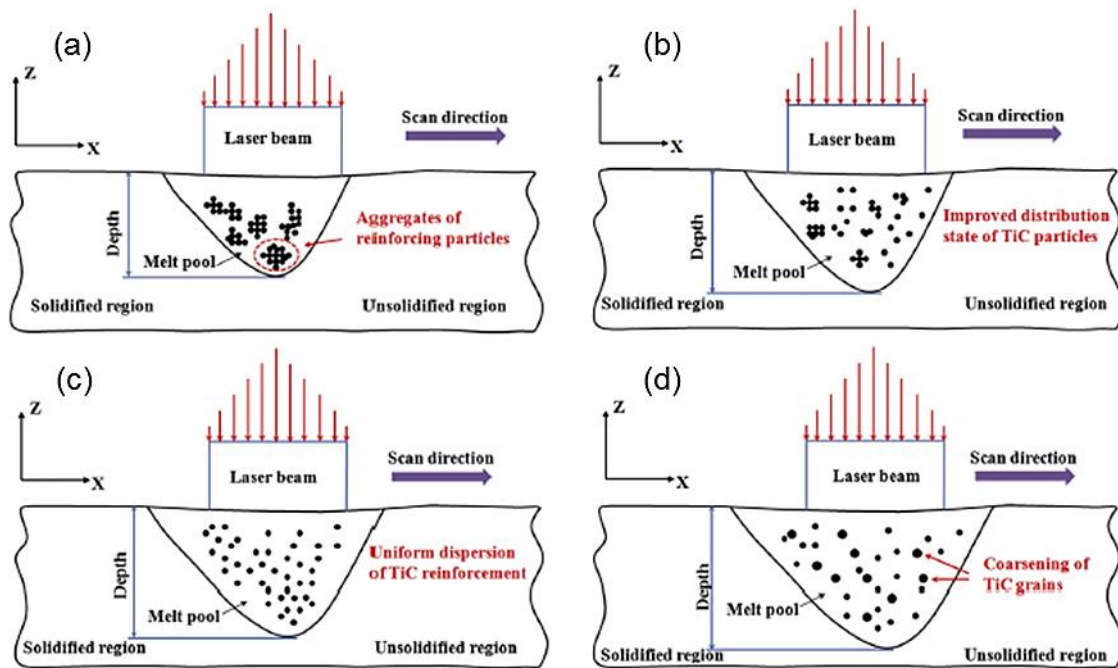 (a)
Z
X
Laser beam
Scan direction
Depth
Aggregates of
reinforcing particles
Melt pool
Solidified region
Unsolidified region
(b)
Z
X
Laser beam
Scan direction
Depth
Improved distribution
state of TiC particles
Melt pool
Solidified region
Unsolidified region
(c)
Z
X
Laser beam
Scan direction
Depth
Uniform dispersion
of TiC reinforcement
Melt pool
Solidified region
Unsolidified region
(d)
Z
X
Laser beam
Scan direction
Depth
Coarsening of
TiC grains
Melt pool
Solidified region
Unsolidified region